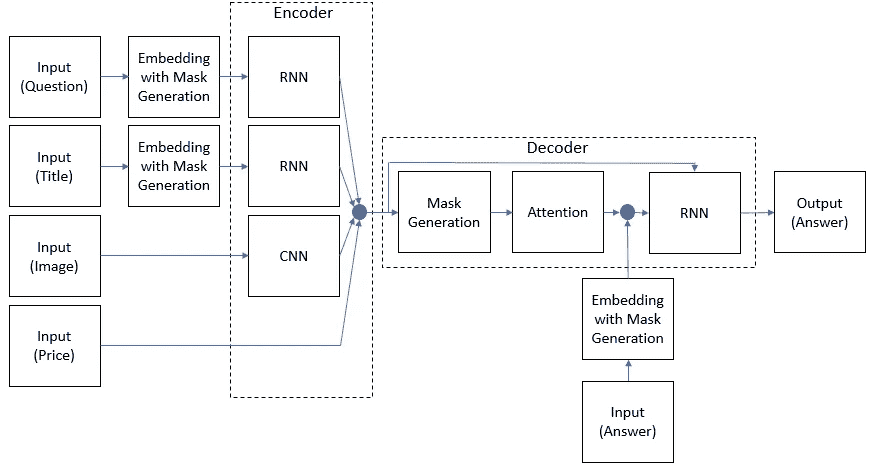 Encoder
Input
(Question)
Embedding
with Mask
Generation
RNN
Input
(Title)
Embedding
with Mask
Generation
RNN
Input
(Image)
CNN
Input
(Price)
Decoder
Mask
Generation
Attention
RNN
Output
(Answer)
Embedding
with Mask
Generation
Input
(Answer)